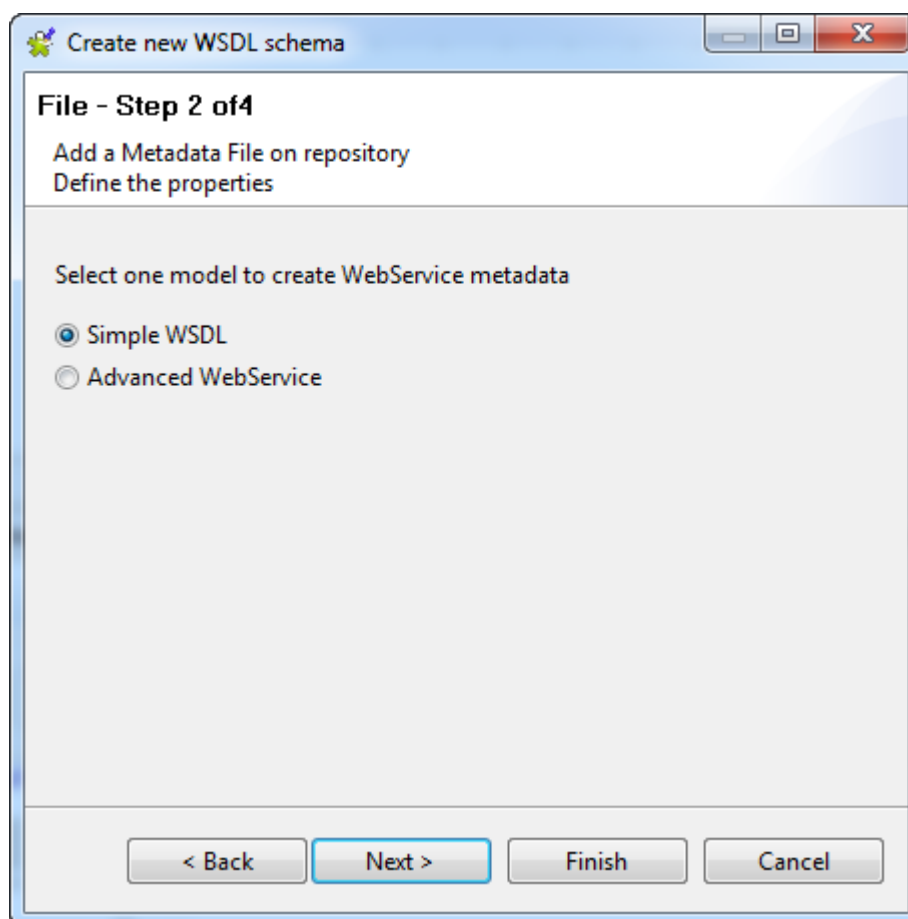 Create new WSDL schema
File - Step 2 of4
Add a Metadata File on repository
Define the properties
Select one model to create WebService metadata
Simple WSDL
Advanced WebService
< Back Next > Finish Cancel